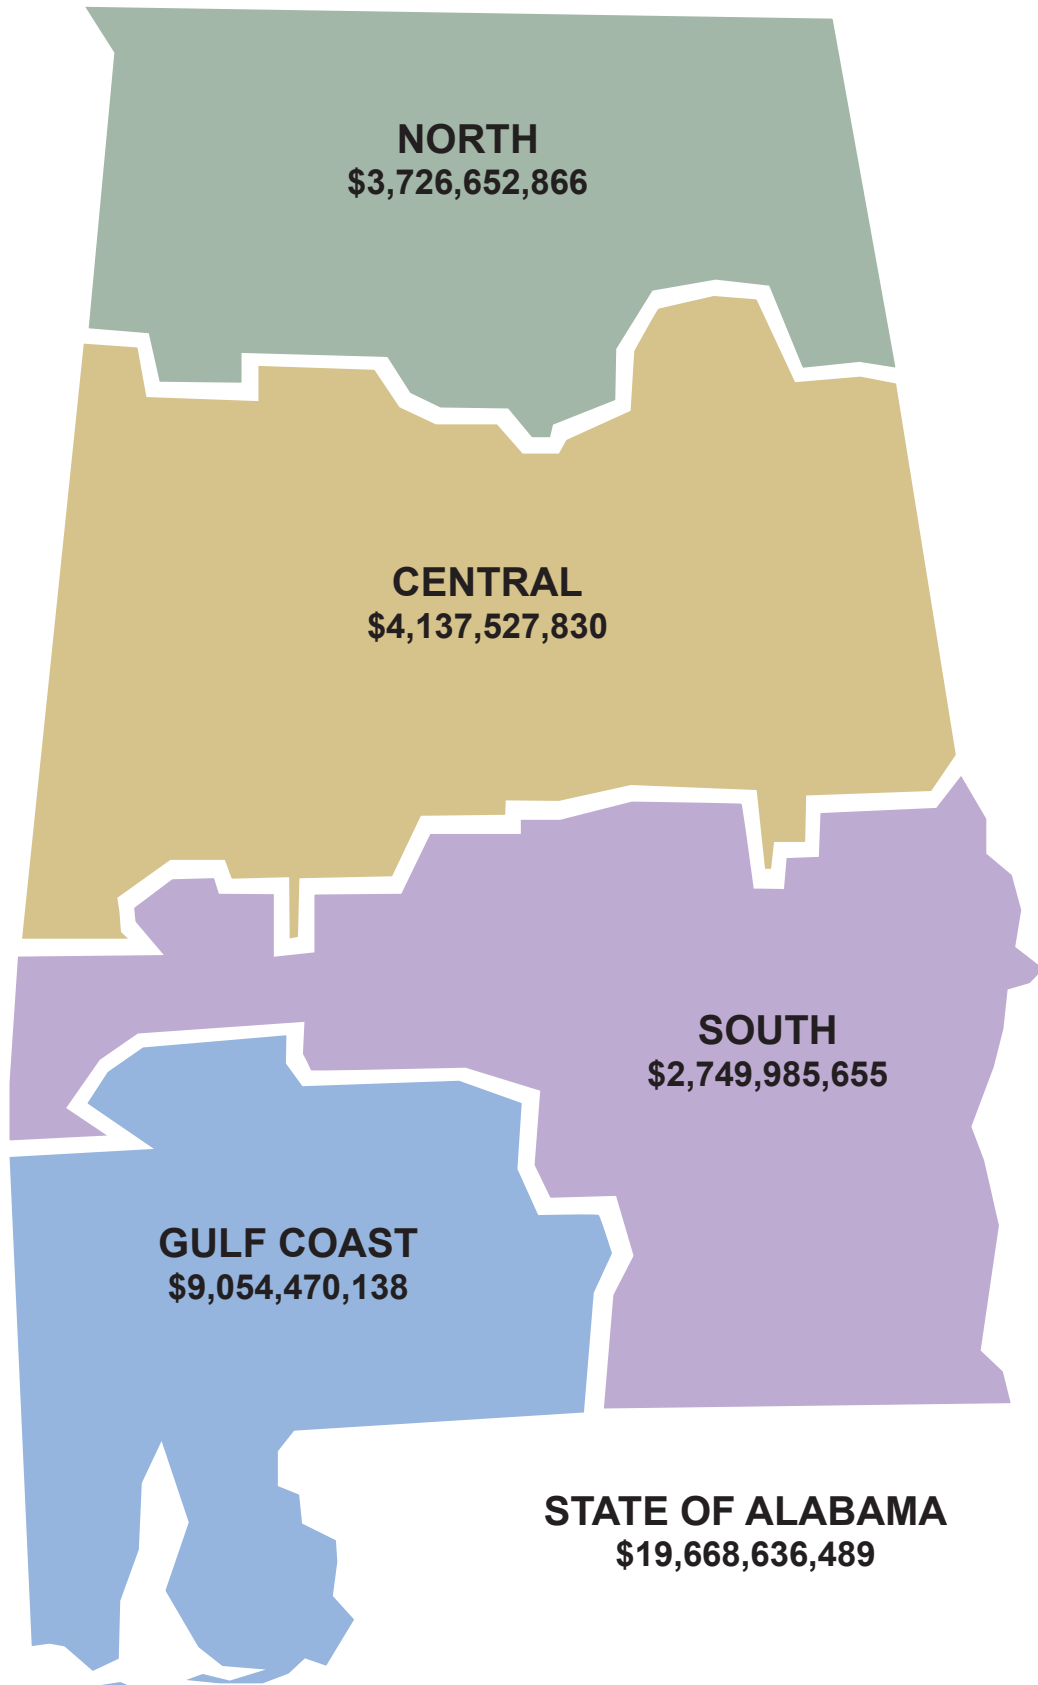 NORTH
$3,726,652,866
CENTRAL
$4,137,527,830
SOUTH
$2,749,985,655
GULF COAST
$9,054,470,138
STATE OF ALABAMA
$19,668,636,489